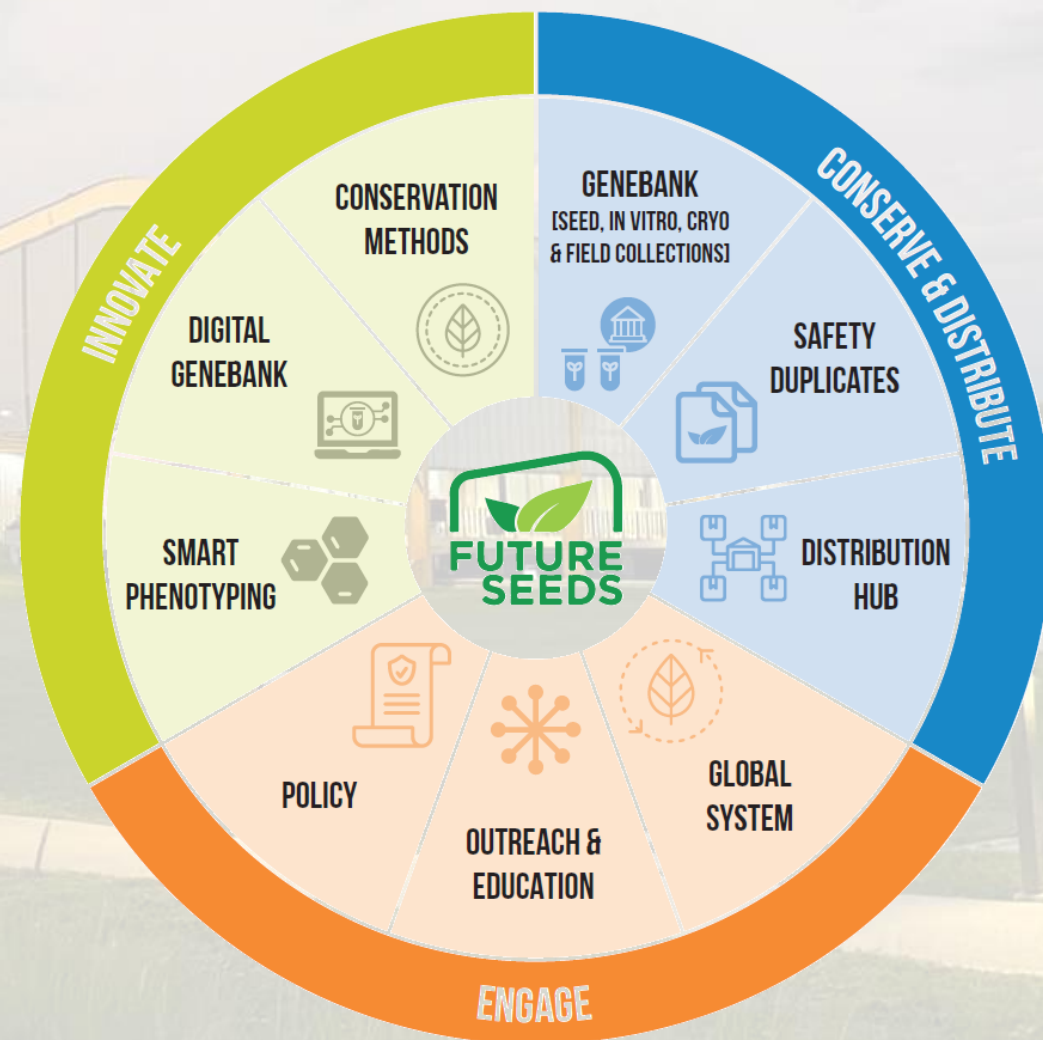 INNOVATE
CONSERVE & DISTRIBUTE
ENGAGE
CONSERVATION
METHODS
GENEBANK
[SEED, IN VITRO, CRYO
& FIELD COLLECTIONS]
DIGITAL
GENEBANK
SAFETY
DUPLICATES
SMART
PHENOTYPING
FUTURE
SEEDS
DISTRIBUTION
HUB
POLICY
OUTREACH &
EDUCATION
GLOBAL
SYSTEM